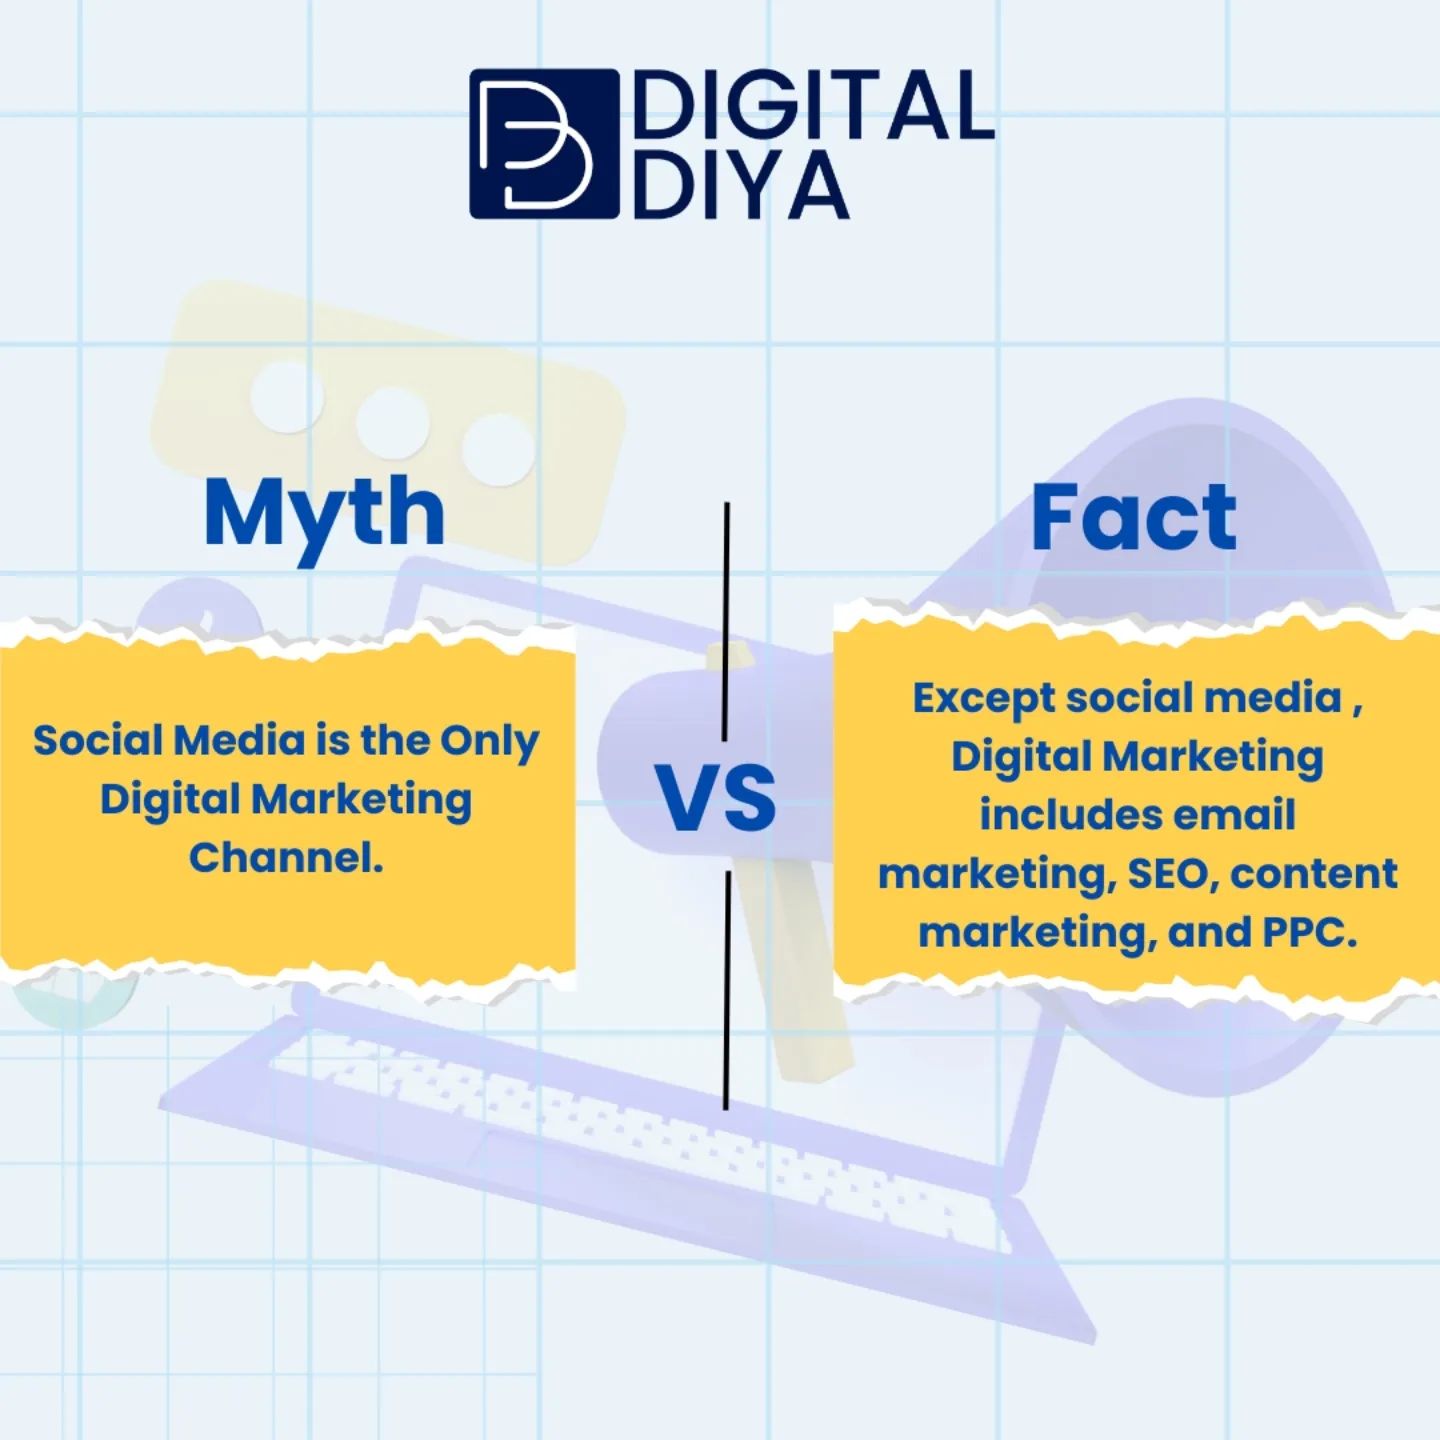 DIGITAL
DIYA
Myth
Fact
Social Media is the Only
Digital Marketing
Channel.
VS
Except social media ,
Digital Marketing
includes email
marketing, SEO, content
marketing, and PPC.